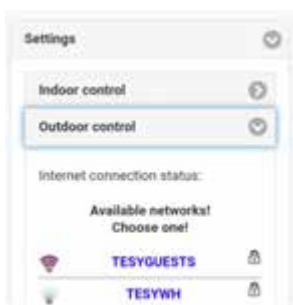 Settings
Indoor control
Outdoor control
Internet connection status:
Available networks!
Choose one!
TESYGUESTS
TESYWH